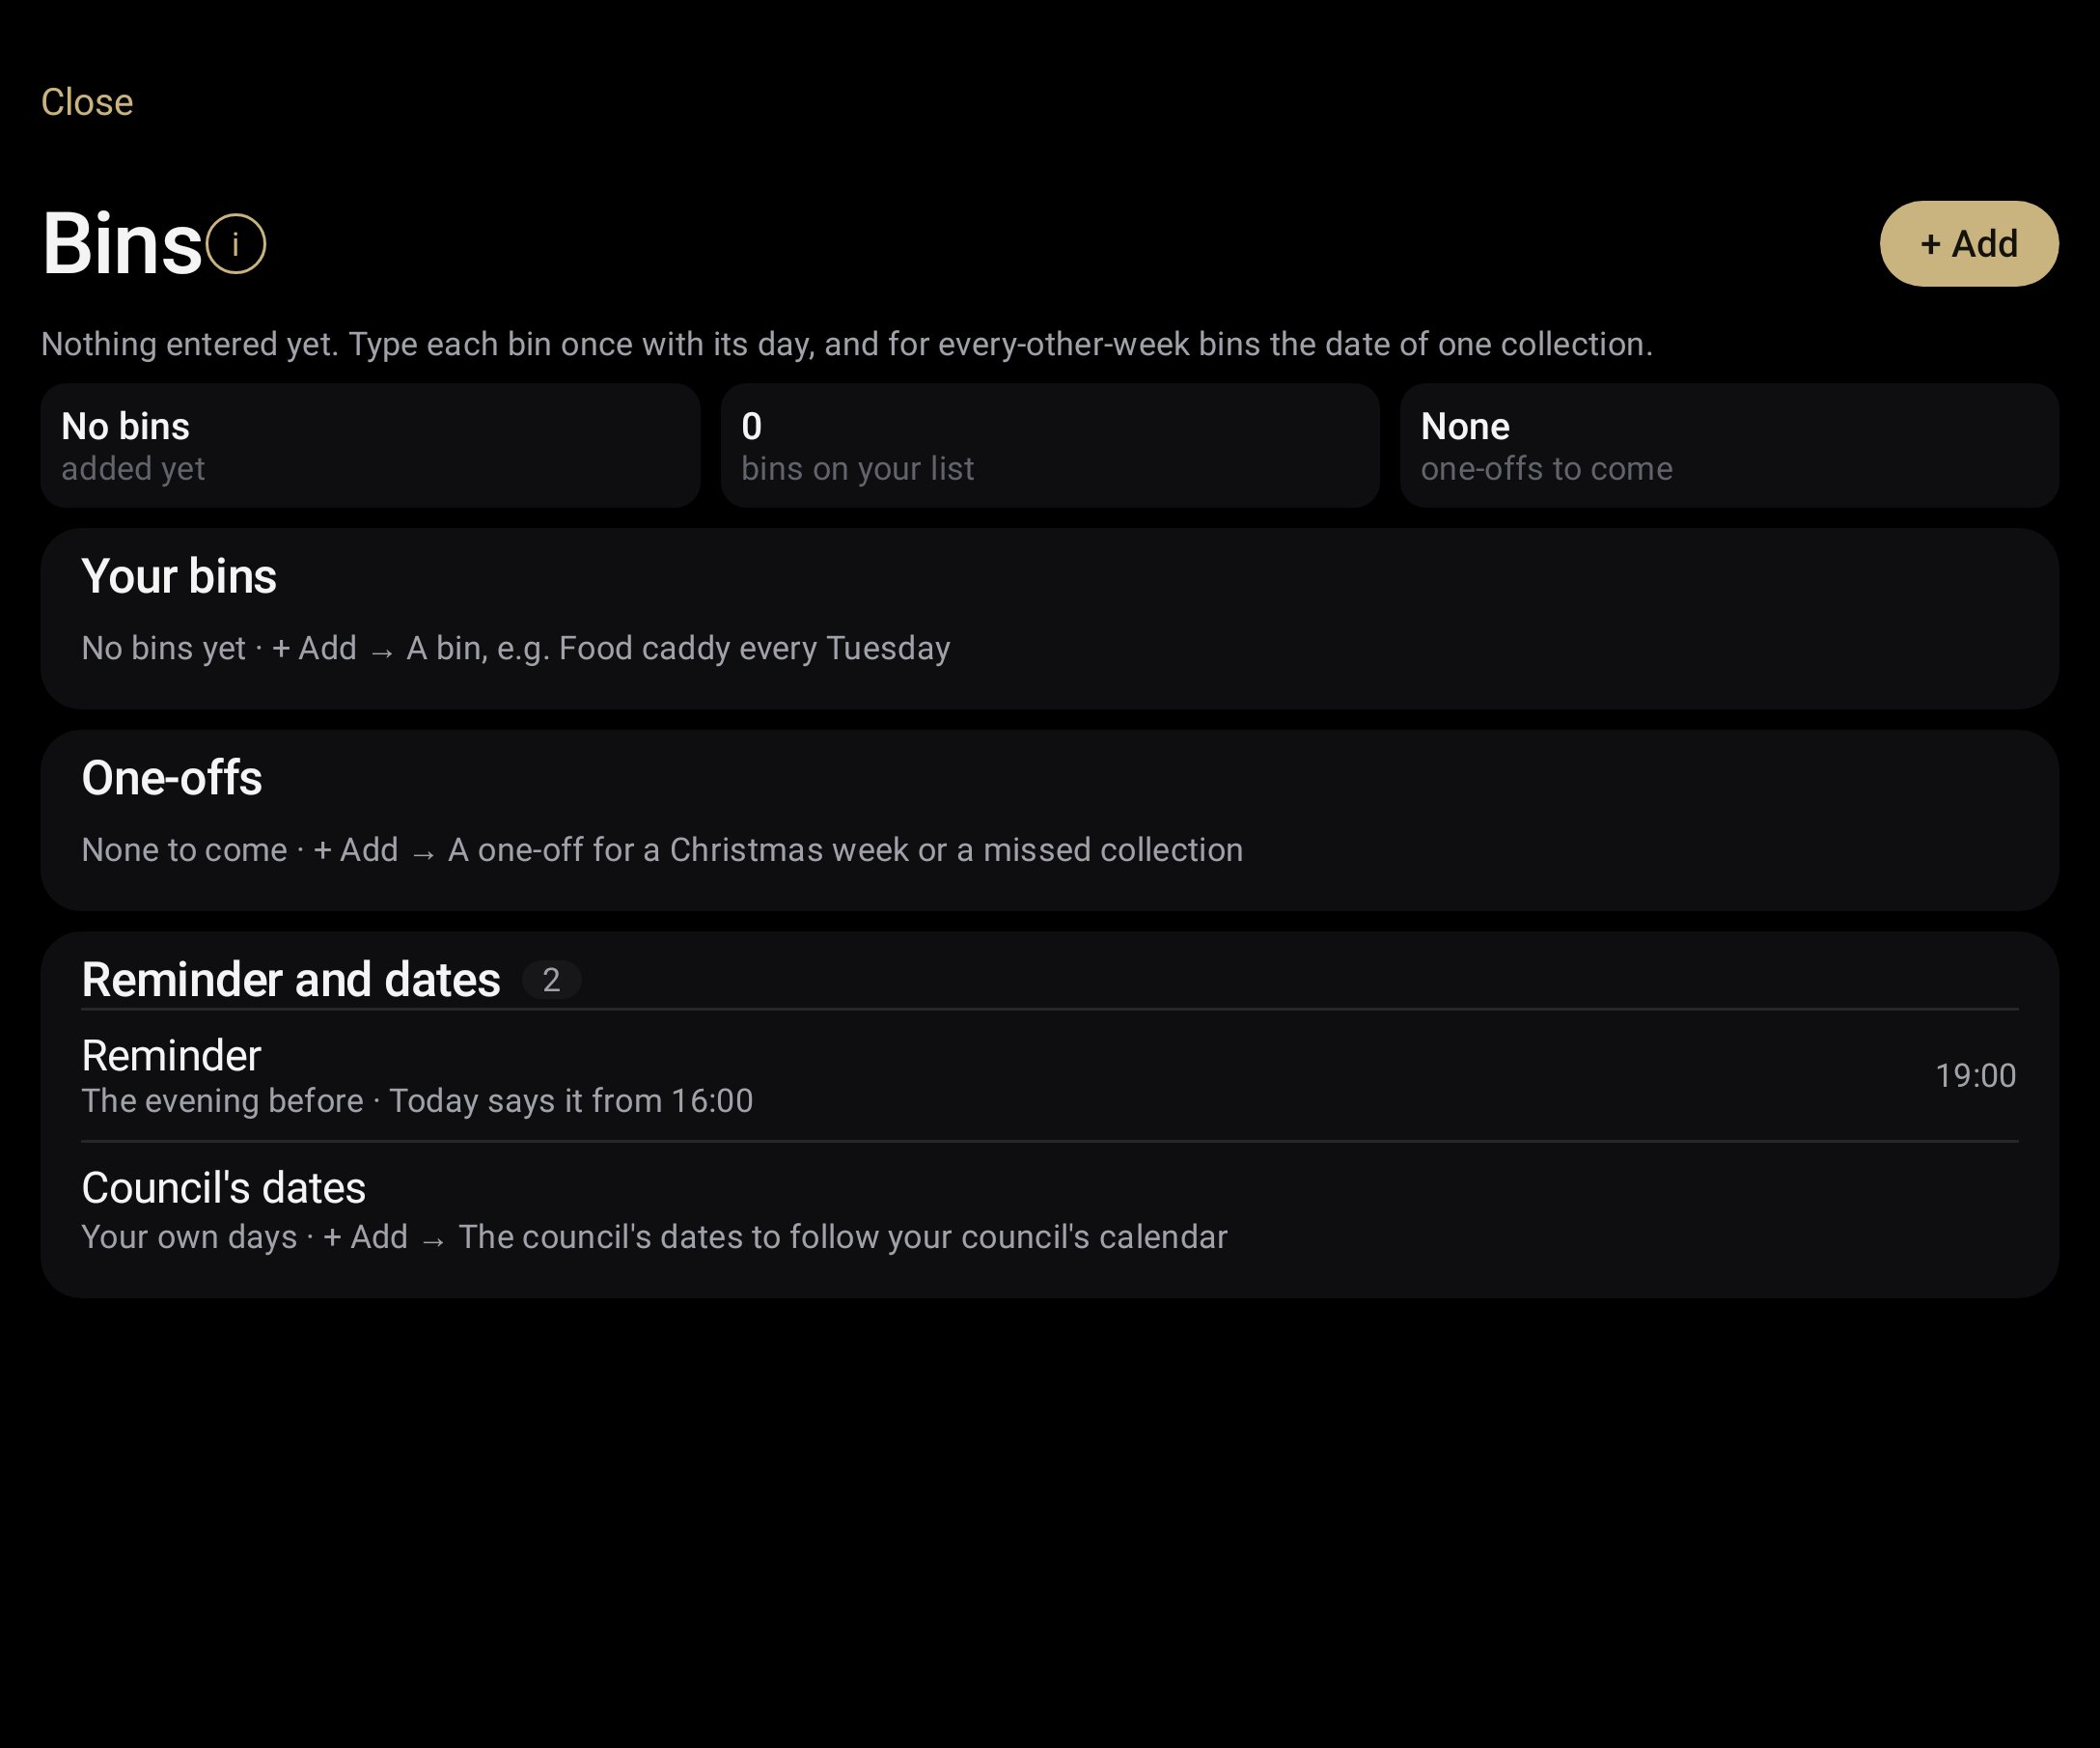 Close
Bins i
+ Add
Nothing entered yet. Type each bin once with its day, and for every-other-week bins the date of one collection.
No bins
added yet
0
bins on your list
None
one-offs to come
Your bins
No bins yet · + Add → A bin, e.g. Food caddy every Tuesday
One-offs
None to come · + Add → A one-off for a Christmas week or a missed collection
Reminder and dates 2
Reminder
The evening before · Today says it from 16:00
19:00
Council's dates
Your own days · + Add → The council's dates to follow your council's calendar